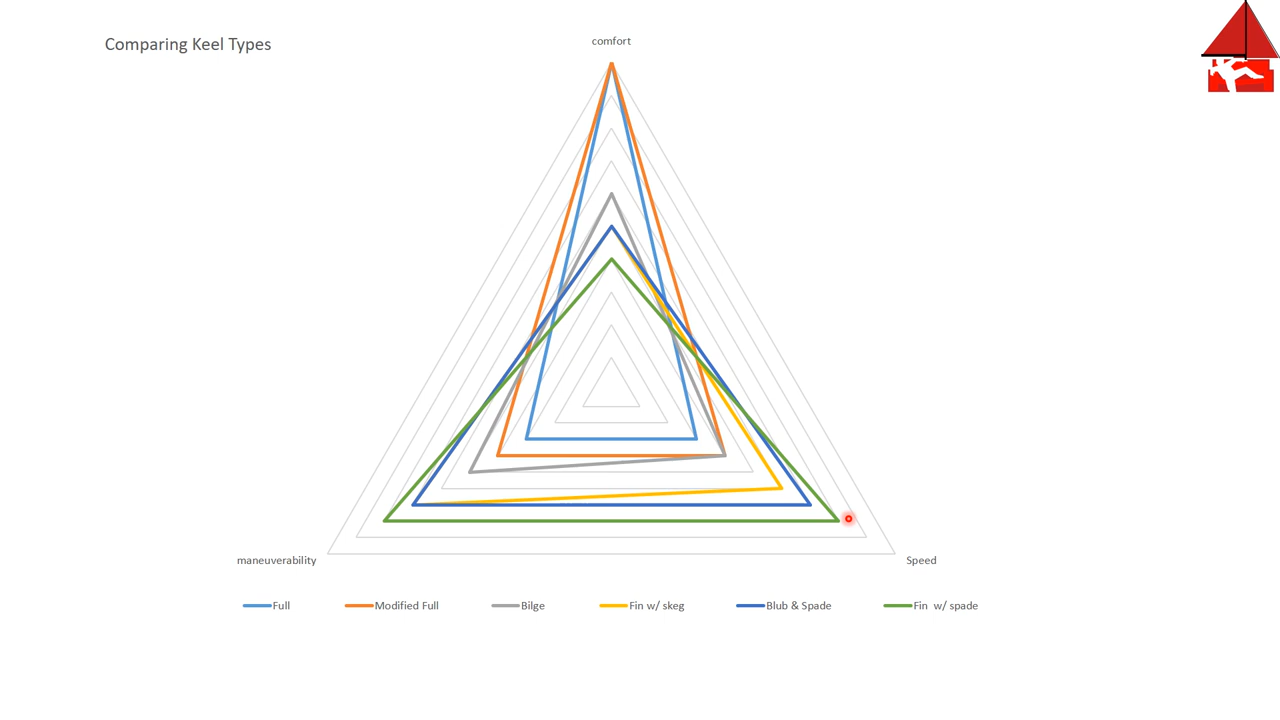 Comparing Keel Types
comfort
maneuverability
Speed
Full
Modified Full
Bilge
Fin w/ skeg
Blub & Spade
Fin w/ spade